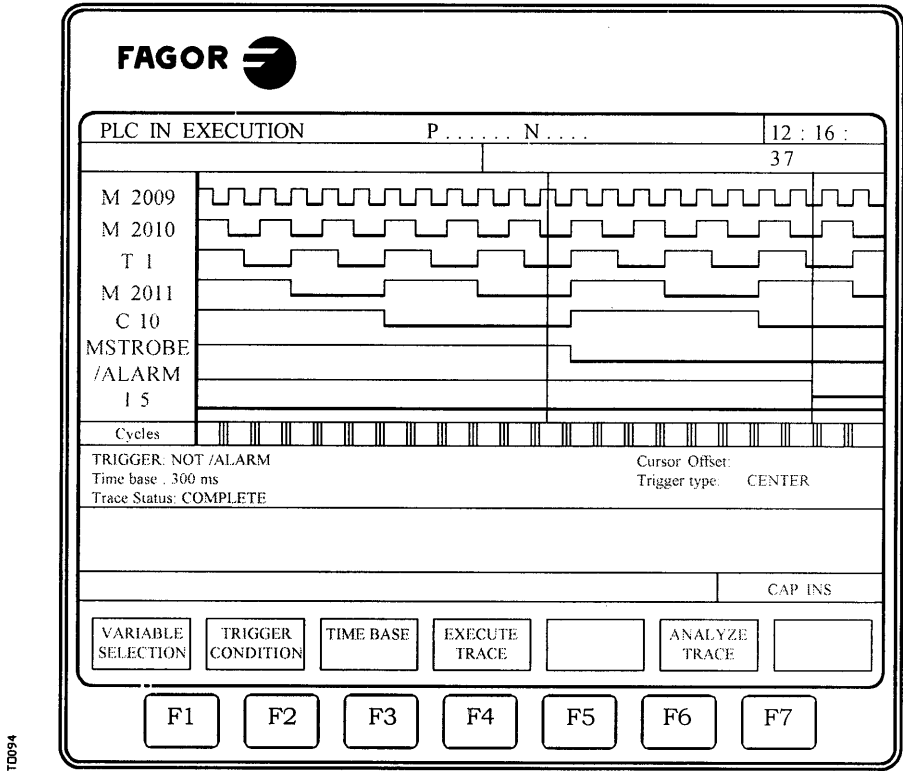 FAGOR
PLC IN EXECUTION P . . . . . . N . . . . 12 : 16 :
37
M 2009
M 2010
T 1
M 2011
C 10
MSTROBE
/ALARM
I 5
Cycles
TRIGGER: NOT /ALARM Cursor Offset:
Time base . 300 ms Trigger type: CENTER
Trace Status: COMPLETE
CAP INS
VARIABLE SELECTION
TRIGGER CONDITION
TIME BASE
EXECUTE TRACE
ANALYZE TRACE
F1 F2 F3 F4 F5 F6 F7
T0094